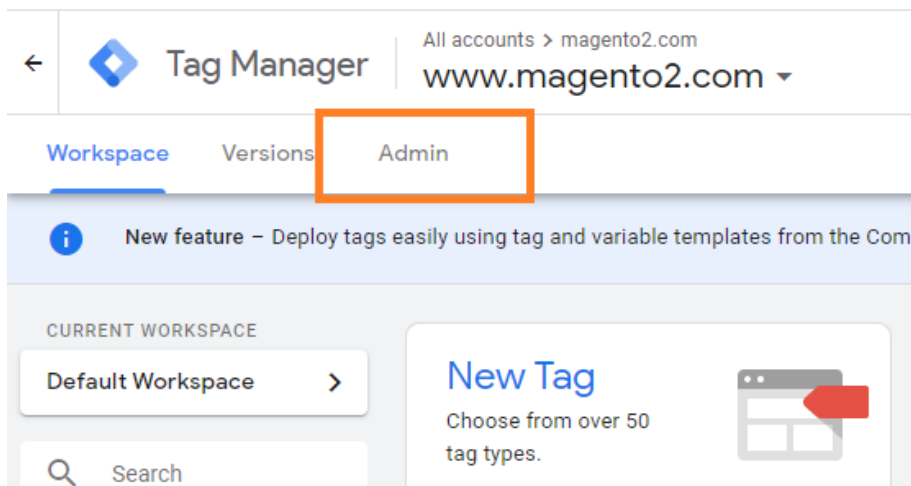 All accounts > magento2.com
Tag Manager
www.magento2.com
Workspace Versions Admin
New feature – Deploy tags easily using tag and variable templates from the Com
CURRENT WORKSPACE
Default Workspace
New Tag
Choose from over 50
tag types.
Search